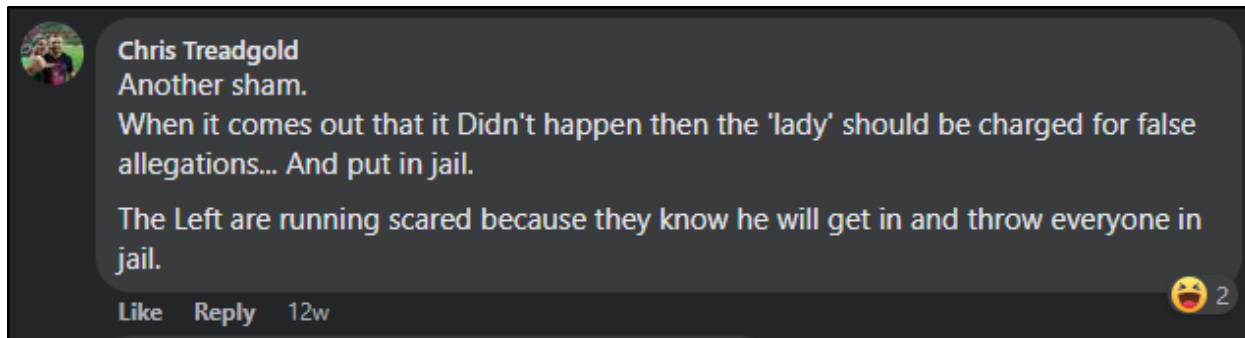 Chris Treadgold
Another sham.
When it comes out that it Didn't happen then the 'lady' should be charged for false
allegations... And put in jail.
The Left are running scared because they know he will get in and throw everyone in
jail.
Like Reply 12w
2